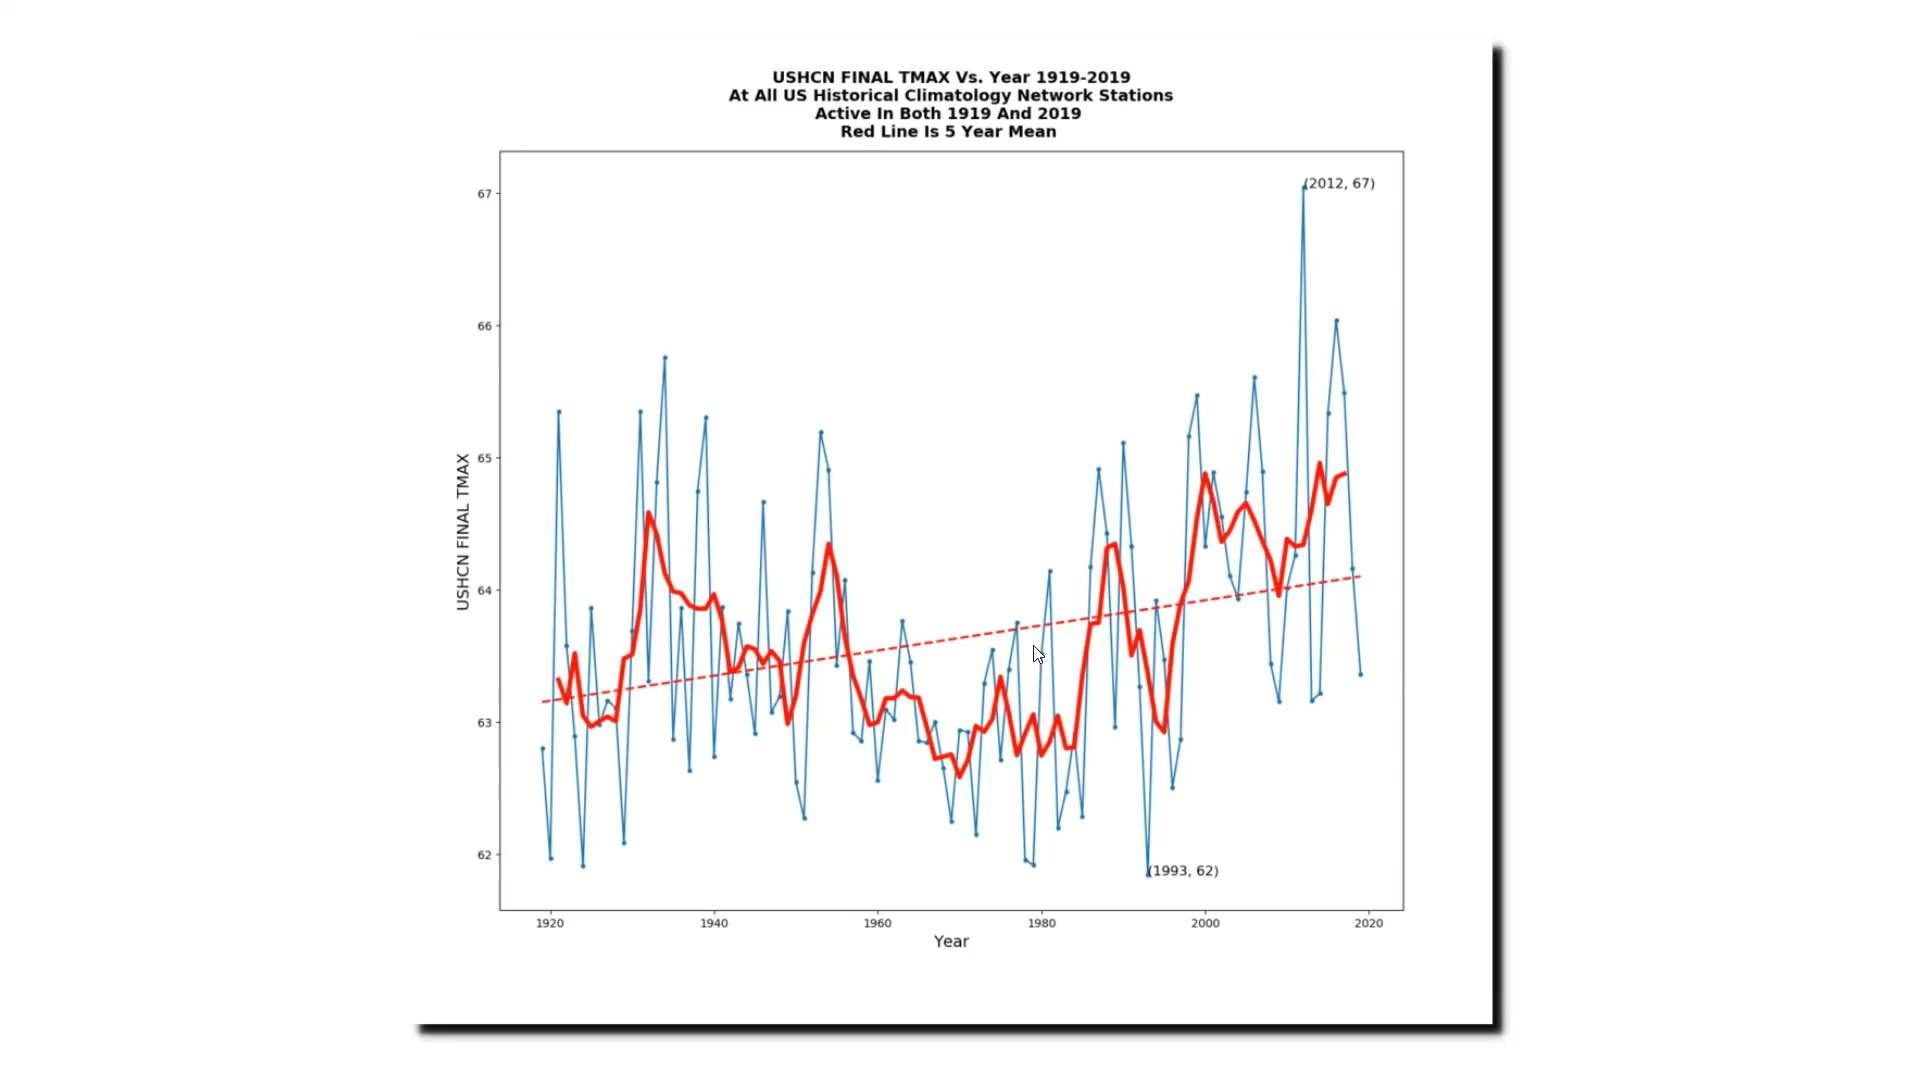 USHCN FINAL TMAX Vs. Year 1919-2019
At All US Historical Climatology Network Stations
Active In Both 1919 And 2019
Red Line Is 5 Year Mean
(2012, 67)
67
66
65
64
63
62
USHCN FINAL TMAX
(1993, 62)
1920
1940
1960
1980
2000
2020
Year